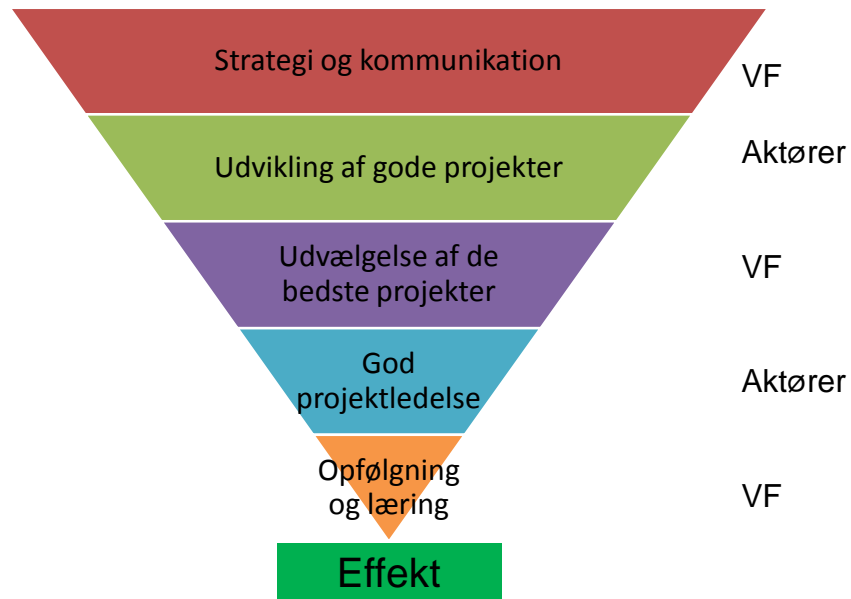 Strategi og kommunikation
VF
Udvikling af gode projekter
Aktører
Udvælgelse af de
bedste projekter
VF
God
projektledelse
Aktører
Opfølgning
og læring
VF
Effekt